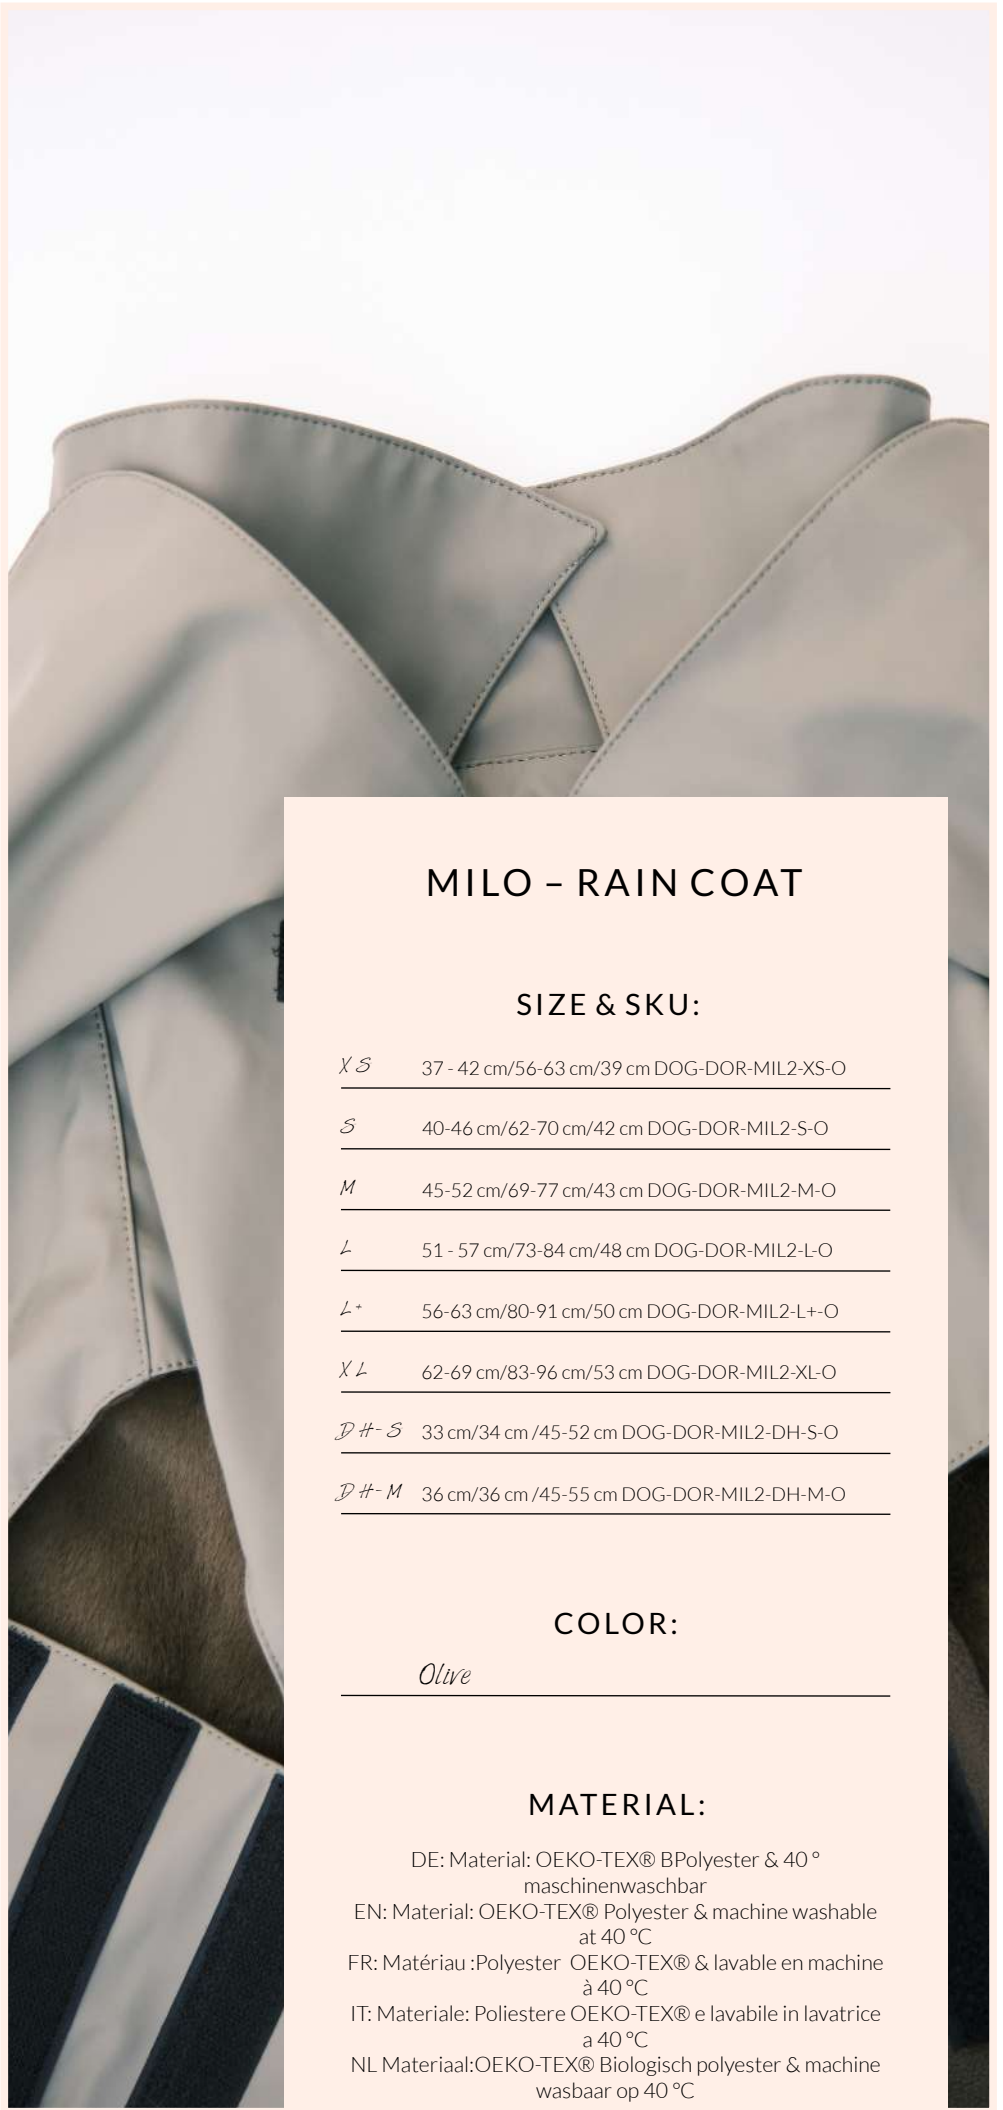 MILO – RAIN COAT
SIZE & SKU:
XS 37 - 42 cm/56-63 cm/39 cm DOG-DOR-MIL2-XS-O
S 40-46 cm/62-70 cm/42 cm DOG-DOR-MIL2-S-O
M 45-52 cm/69-77 cm/43 cm DOG-DOR-MIL2-M-O
L 51 - 57 cm/73-84 cm/48 cm DOG-DOR-MIL2-L-O
L+ 56-63 cm/80-91 cm/50 cm DOG-DOR-MIL2-L+-O
XL 62-69 cm/83-96 cm/53 cm DOG-DOR-MIL2-XL-O
DH-S 33 cm/34 cm /45-52 cm DOG-DOR-MIL2-DH-S-O
DH-M 36 cm/36 cm /45-55 cm DOG-DOR-MIL2-DH-M-O
COLOR:
Olive
MATERIAL:
DE: Material: OEKO-TEX® BPolyester & 40 °
maschinenwaschbar
EN: Material: OEKO-TEX® Polyester & machine washable
at 40 °C
FR: Matériau :Polyester OEKO-TEX® & lavable en machine
à 40 °C
IT: Materiale: Poliestere OEKO-TEX® e lavabile in lavatrice
a 40 °C
NL Materiaal:OEKO-TEX® Biologisch polyester & machine
wasbaar op 40 °C